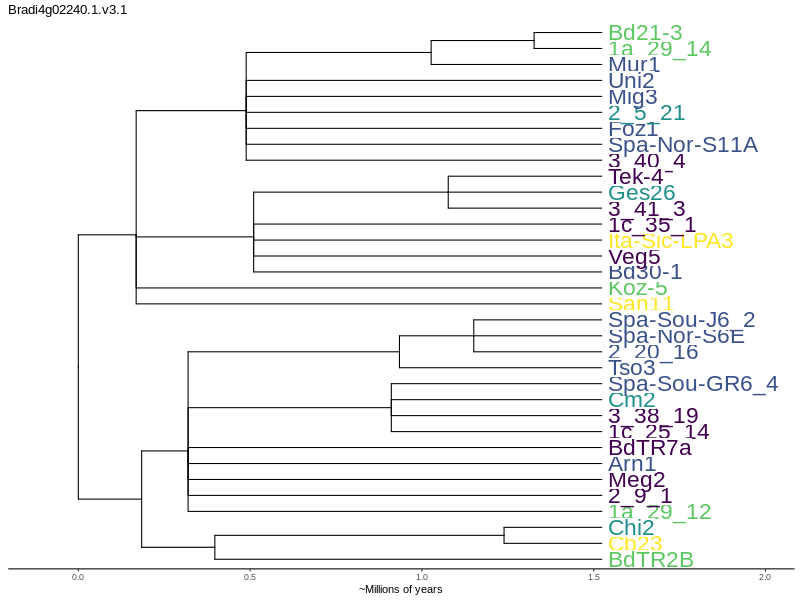 Bradi4g02240.1.v3.1
Bd21-3
1a_29_14
Mur1
Uni2
Mig3
2_5_21
Foz1
Spa-Nor-S11A
3_40_4
Tek-4
Ges26
3_41_3
1c_35_1
Ita-Sic-LPA3
Veg5
Bd30-1
Koz-5
San11
Spa-Sou-J6_2
Spa-Nor-S6E
2_20_16
Tso3
Spa-Sou-GR6_4
Cm2
3_38_19
1c_25_14
BdTR7a
Arn1
Meg2
2_9_1
1a_29_12
Chi2
Cb23
BdTR2B
0.0 0.5 1.0 1.5 2.0
~Millions of years